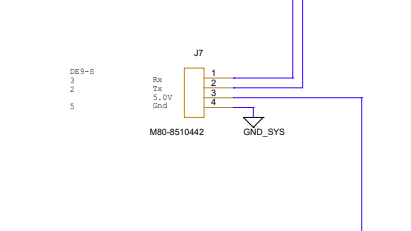 J7
DE9-S
3 Rx 1
2 Tx 2
5.0V 3
5 Gnd 4
M80-8510442 GND_SYS